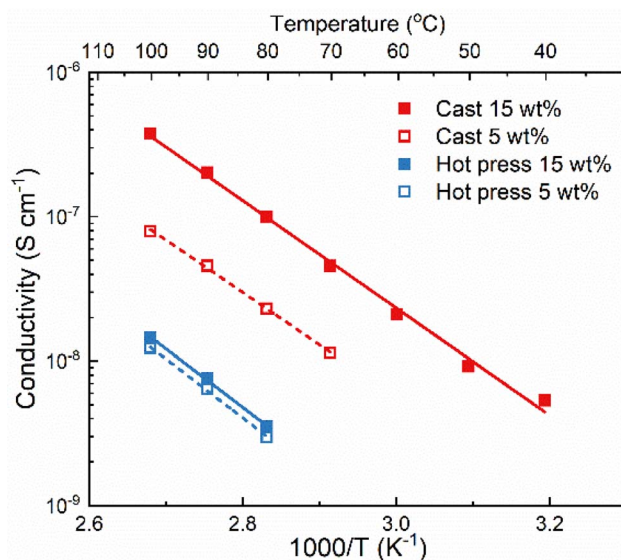 Temperature (°C)
110 100 90 80 70 60 50 40
10⁻⁶
10⁻⁷
10⁻⁸
10⁻⁹
Conductivity (S cm⁻¹)
Cast 15 wt%
Cast 5 wt%
Hot press 15 wt%
Hot press 5 wt%
2.6 2.8 3.0 3.2
1000/T (K⁻¹)